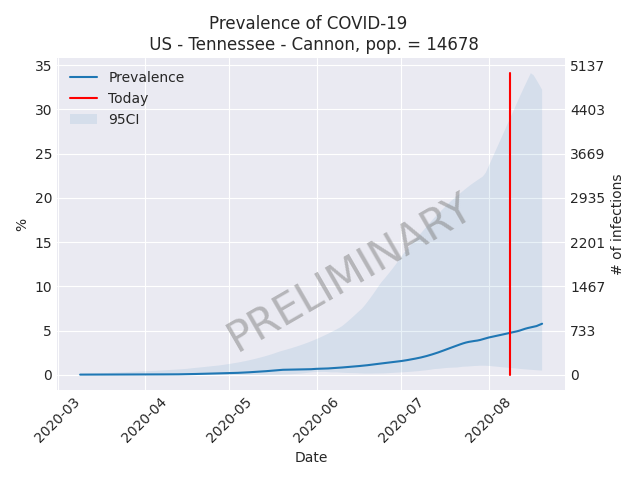 Prevalence of COVID-19
US - Tennessee - Cannon, pop. = 14678
Prevalence
Today
95CI
35
30
25
20
15
10
5
0
%
5137
4403
3669
2935
2201
1467
733
0
# of infections
PRELIMINARY
2020-03
2020-04
2020-05
2020-06
2020-07
2020-08
Date